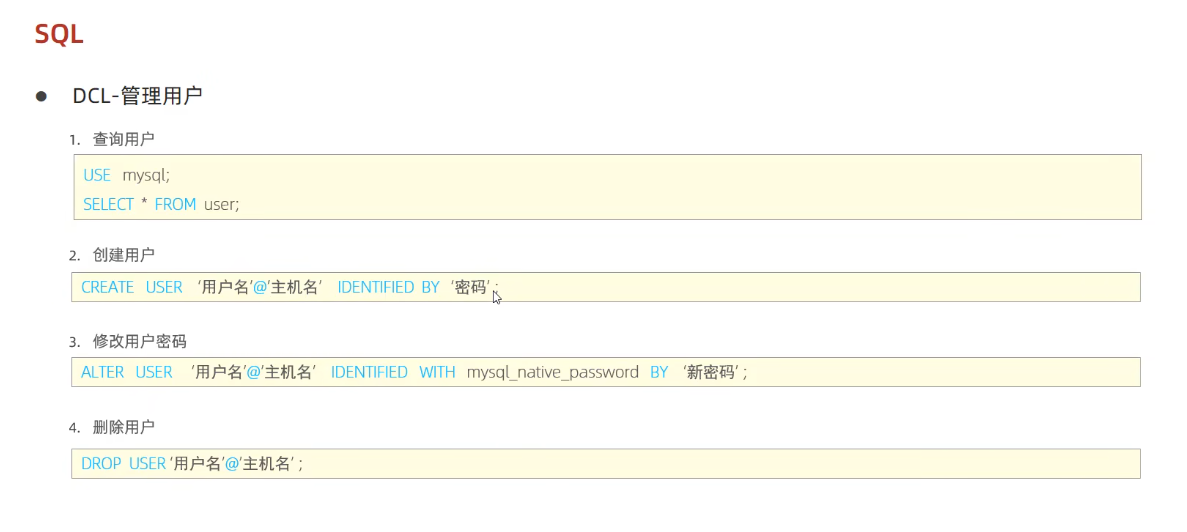 SQL
● DCL-管理用户
1. 查询用户
USE mysql;
SELECT * FROM user;
2. 创建用户
CREATE USER ‘用户名’@’主机名’ IDENTIFIED BY ‘密码’ ;
3. 修改用户密码
ALTER USER ‘用户名’@’主机名’ IDENTIFIED WITH mysql_native_password BY ‘新密码’ ;
4. 删除用户
DROP USER ‘用户名’@’主机名’ ;